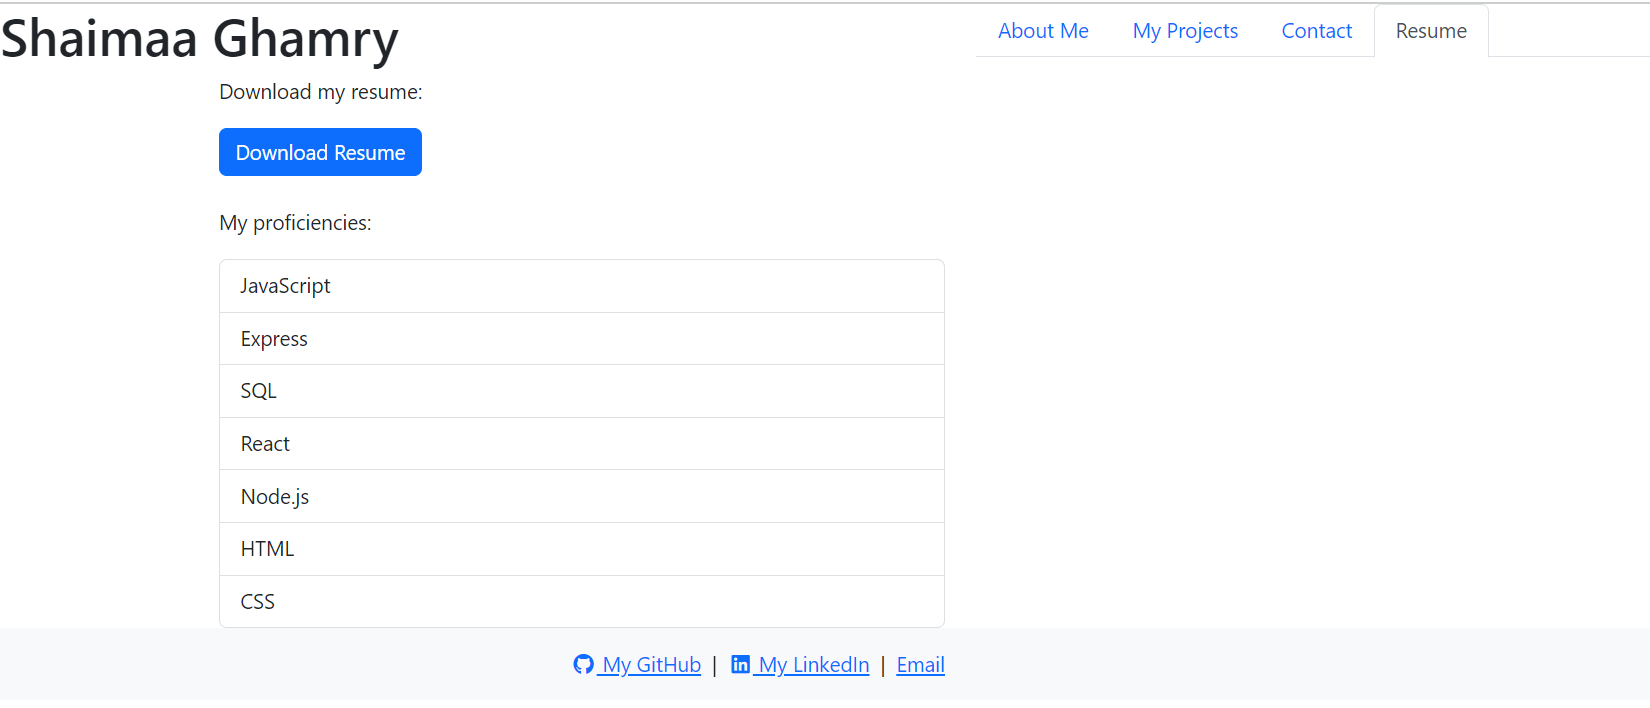 Shaimaa Ghamry
About Me My Projects Contact Resume
Download my resume:
Download Resume
My proficiencies:
JavaScript
Express
SQL
React
Node.js
HTML
CSS
My GitHub | in My LinkedIn | Email